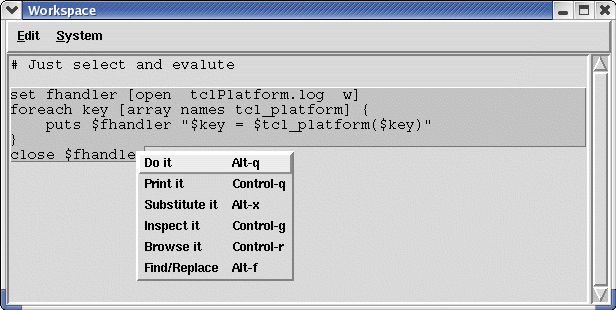 Workspace
Edit System
# Just select and evalute
set fhandler [open  tclPlatform.log  w]
foreach key [array names tcl_platform] {
    puts $fhandler "$key = $tcl_platform($key)"
}
close $fhandle
Do it Alt-q
Print it Control-q
Substitute it Alt-x
Inspect it Control-g
Browse it Control-r
Find/Replace Alt-f